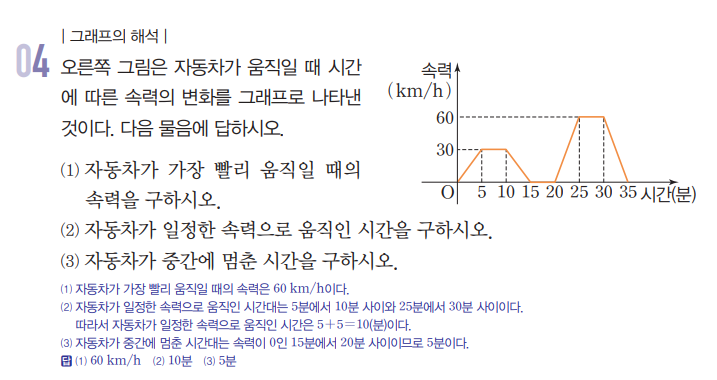 | 그래프의 해석 |
04 오른쪽 그림은 자동차가 움직일 때 시간
에 따른 속력의 변화를 그래프로 나타낸
것이다. 다음 물음에 답하시오.
⑴ 자동차가 가장 빨리 움직일 때의
속력을 구하시오.
⑵ 자동차가 일정한 속력으로 움직인 시간을 구하시오.
⑶ 자동차가 중간에 멈춘 시간을 구하시오.
속력
(km/h)
60
30
O 5 10 15 20 25 30 35 시간(분)
⑴ 자동차가 가장 빨리 움직일 때의 속력은 60 km/h이다.
⑵ 자동차가 일정한 속력으로 움직인 시간대는 5분에서 10분 사이와 25분에서 30분 사이이다.
따라서 자동차가 일정한 속력으로 움직인 시간은 5+5=10(분)이다.
⑶ 자동차가 중간에 멈춘 시간대는 속력이 0인 15분에서 20분 사이이므로 5분이다.
답 ⑴ 60 km/h ⑵ 10분 ⑶ 5분